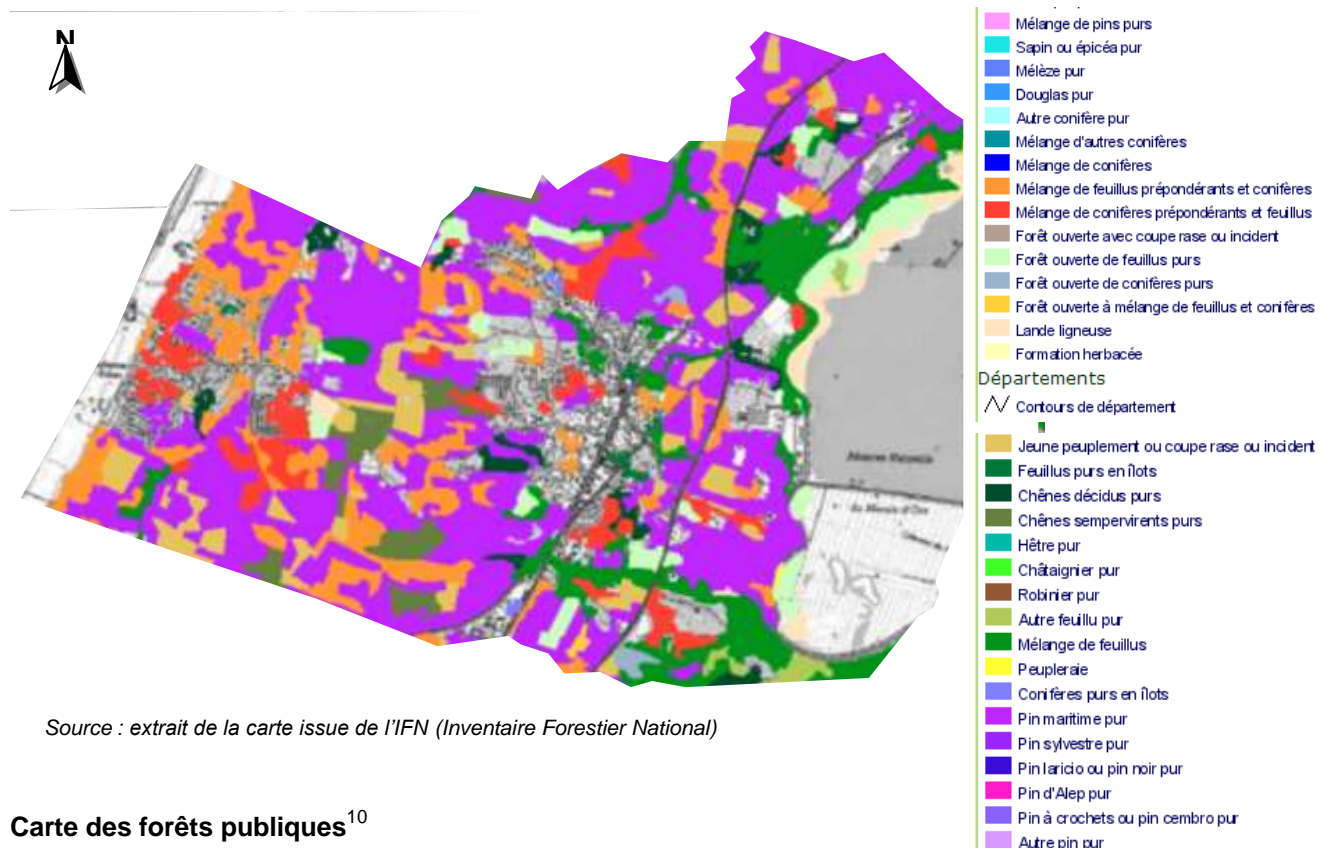 N
Réserve Naturelle
du Marais d'Orx
Source : extrait de la carte issue de l'IFN (Inventaire Forestier National)
Carte des forêts publiques10
Mélange de pins purs
Sapin ou épicéa pur
Mélèze pur
Douglas pur
Autre conifère pur
Mélange d'autres conifères
Mélange de conifères
Mélange de feuillus prépondérants et conifères
Mélange de conifères prépondérants et feuillus
Forêt ouverte avec coupe rase ou incident
Forêt ouverte de feuillus purs
Forêt ouverte de conifères purs
Forêt ouverte à mélange de feuillus et conifères
Lande ligneuse
Formation herbacée
Départements
Contours de département
Jeune peuplement ou coupe rase ou incident
Feuillus purs en îlots
Chênes décidus purs
Chênes sempervirents purs
Hêtre pur
Châtaignier pur
Robinier pur
Autre feuillu pur
Mélange de feuillus
Peupleraie
Conifères purs en îlots
Pin maritime pur
Pin sylvestre pur
Pin laricio ou pin noir pur
Pin d'Alep pur
Pin à crochets ou pin cembro pur
Autre pin pur